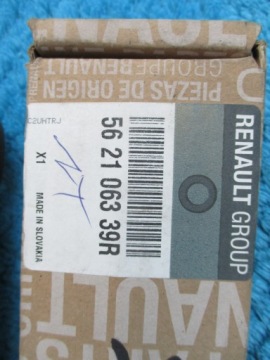 PIEZAS DE ORIGEN
GROUPE RENAULT
C2UHTRJ
X1
MADE IN SLOVAKIA
56 21 063 39R
RENAULT GROUP